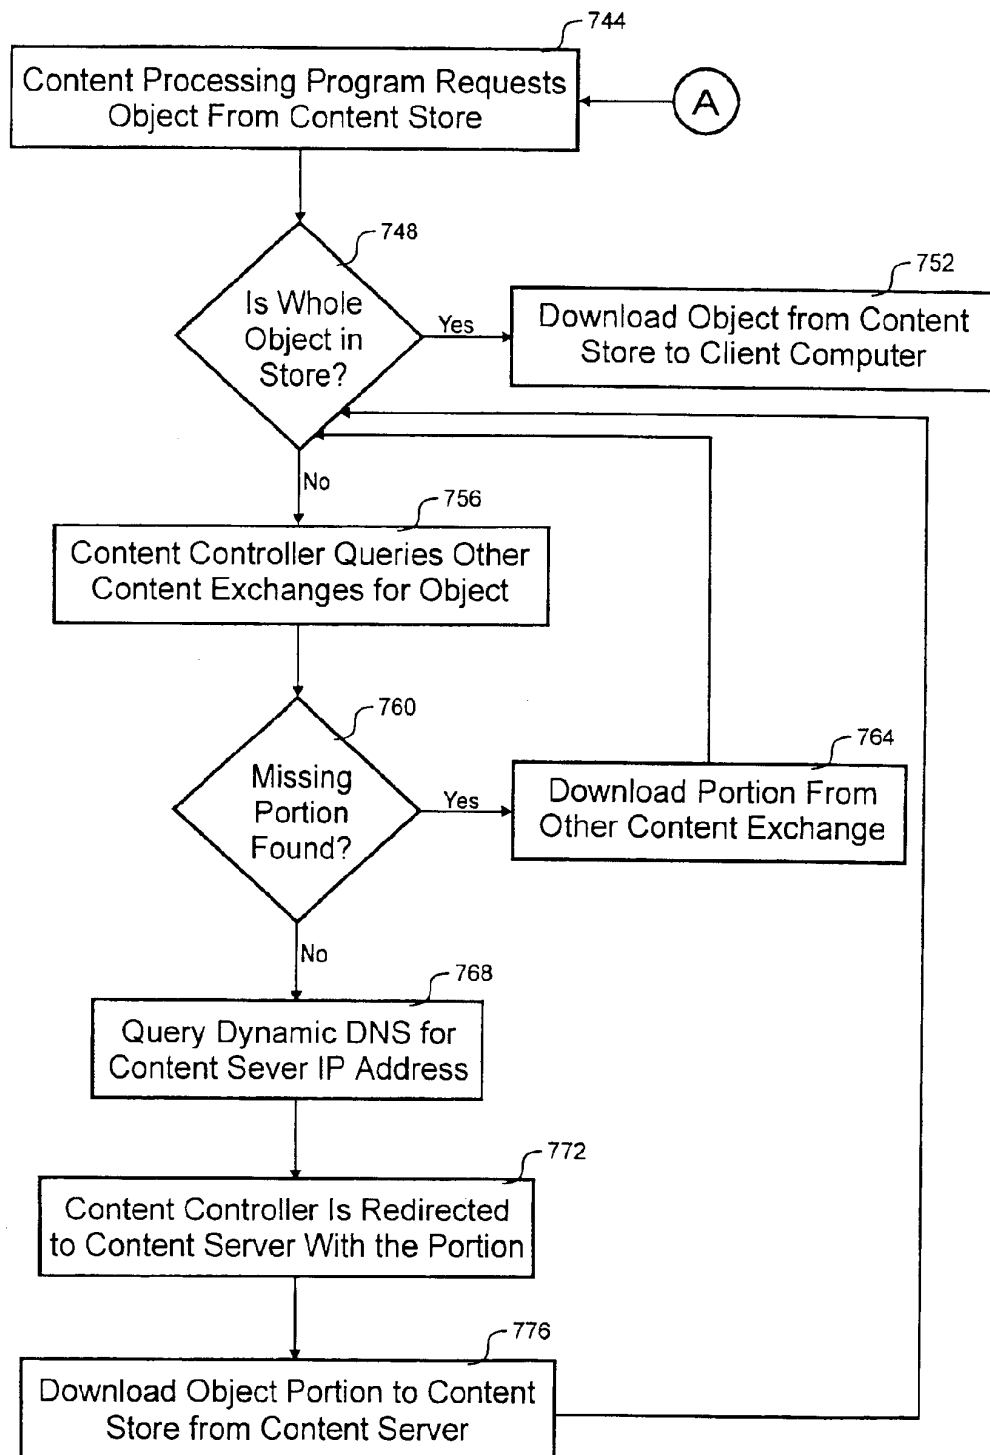 744
Content Processing Program Requests
Object From Content Store
A
748
Is Whole
Object in
Store?
Yes
752
Download Object from Content
Store to Client Computer
No
756
Content Controller Queries Other
Content Exchanges for Object
760
Missing
Portion
Found?
Yes
764
Download Portion From
Other Content Exchange
No
768
Query Dynamic DNS for
Content Sever IP Address
772
Content Controller Is Redirected
to Content Server With the Portion
776
Download Object Portion to Content
Store from Content Server